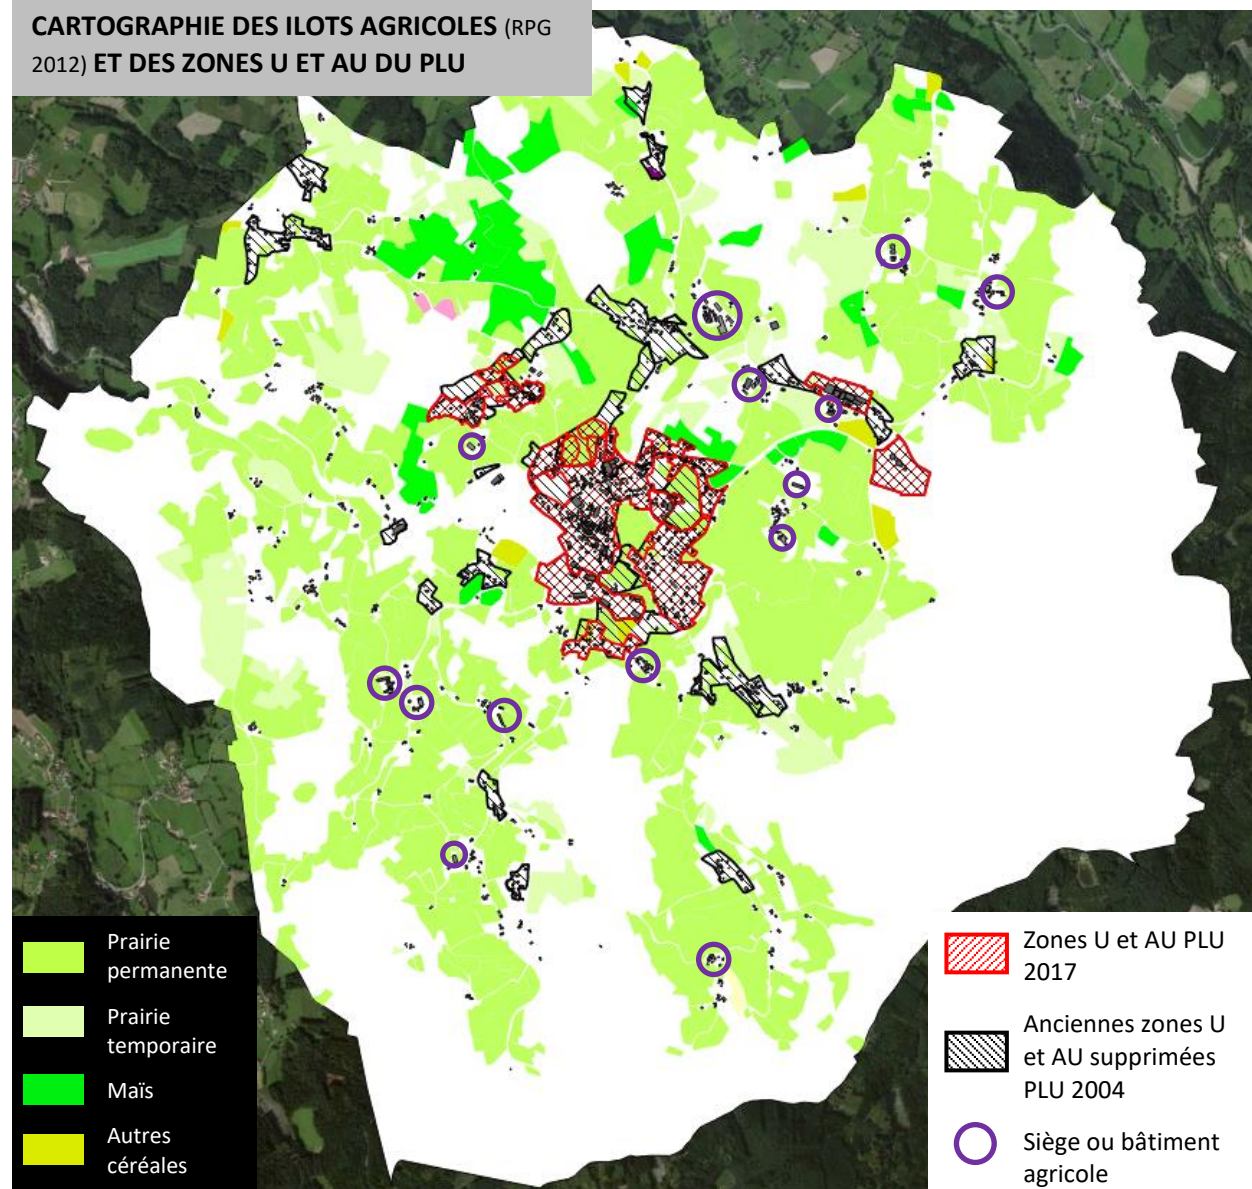 CARTOGRAPHIE DES ILOTS AGRICOLES (RPG
2012) ET DES ZONES U ET AU DU PLU
Prairie
permanente
Prairie
temporaire
Maïs
Autres
céréales
Zones U et AU PLU
2017
Anciennes zones U
et AU supprimées
PLU 2004
Siège ou bâtiment
agricole